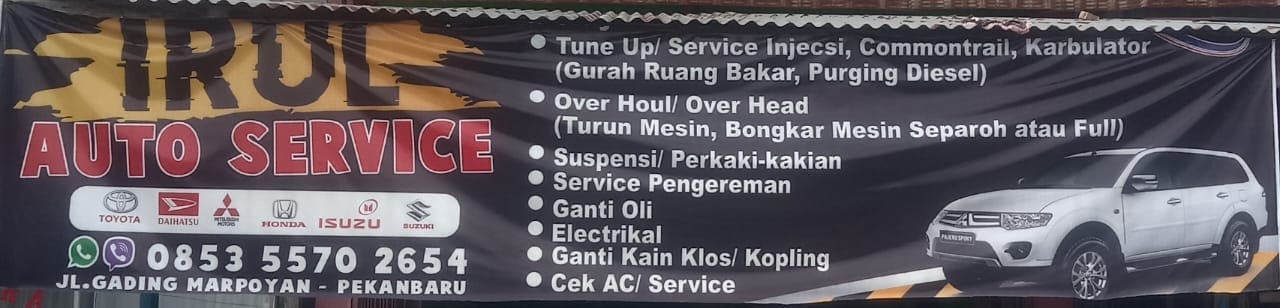 IRUL
AUTO SERVICE
TOYOTA DAIHATSU MITSUBISHI MOTORS HONDA ISUZU SUZUKI
0853 5570 2654
JL.GADING MARPOYAN - PEKANBARU
• Tune Up/ Service Injecsi, Commontrail, Karbulator
(Gurah Ruang Bakar, Purging Diesel)
• Over Houl/ Over Head
(Turun Mesin, Bongkar Mesin Separoh atau Full)
• Suspensi/ Perkaki-kakian
• Service Pengereman
• Ganti Oli
• Electrikal
• Ganti Kain Klos/ Kopling
• Cek AC/ Service
PAJERO SPORT